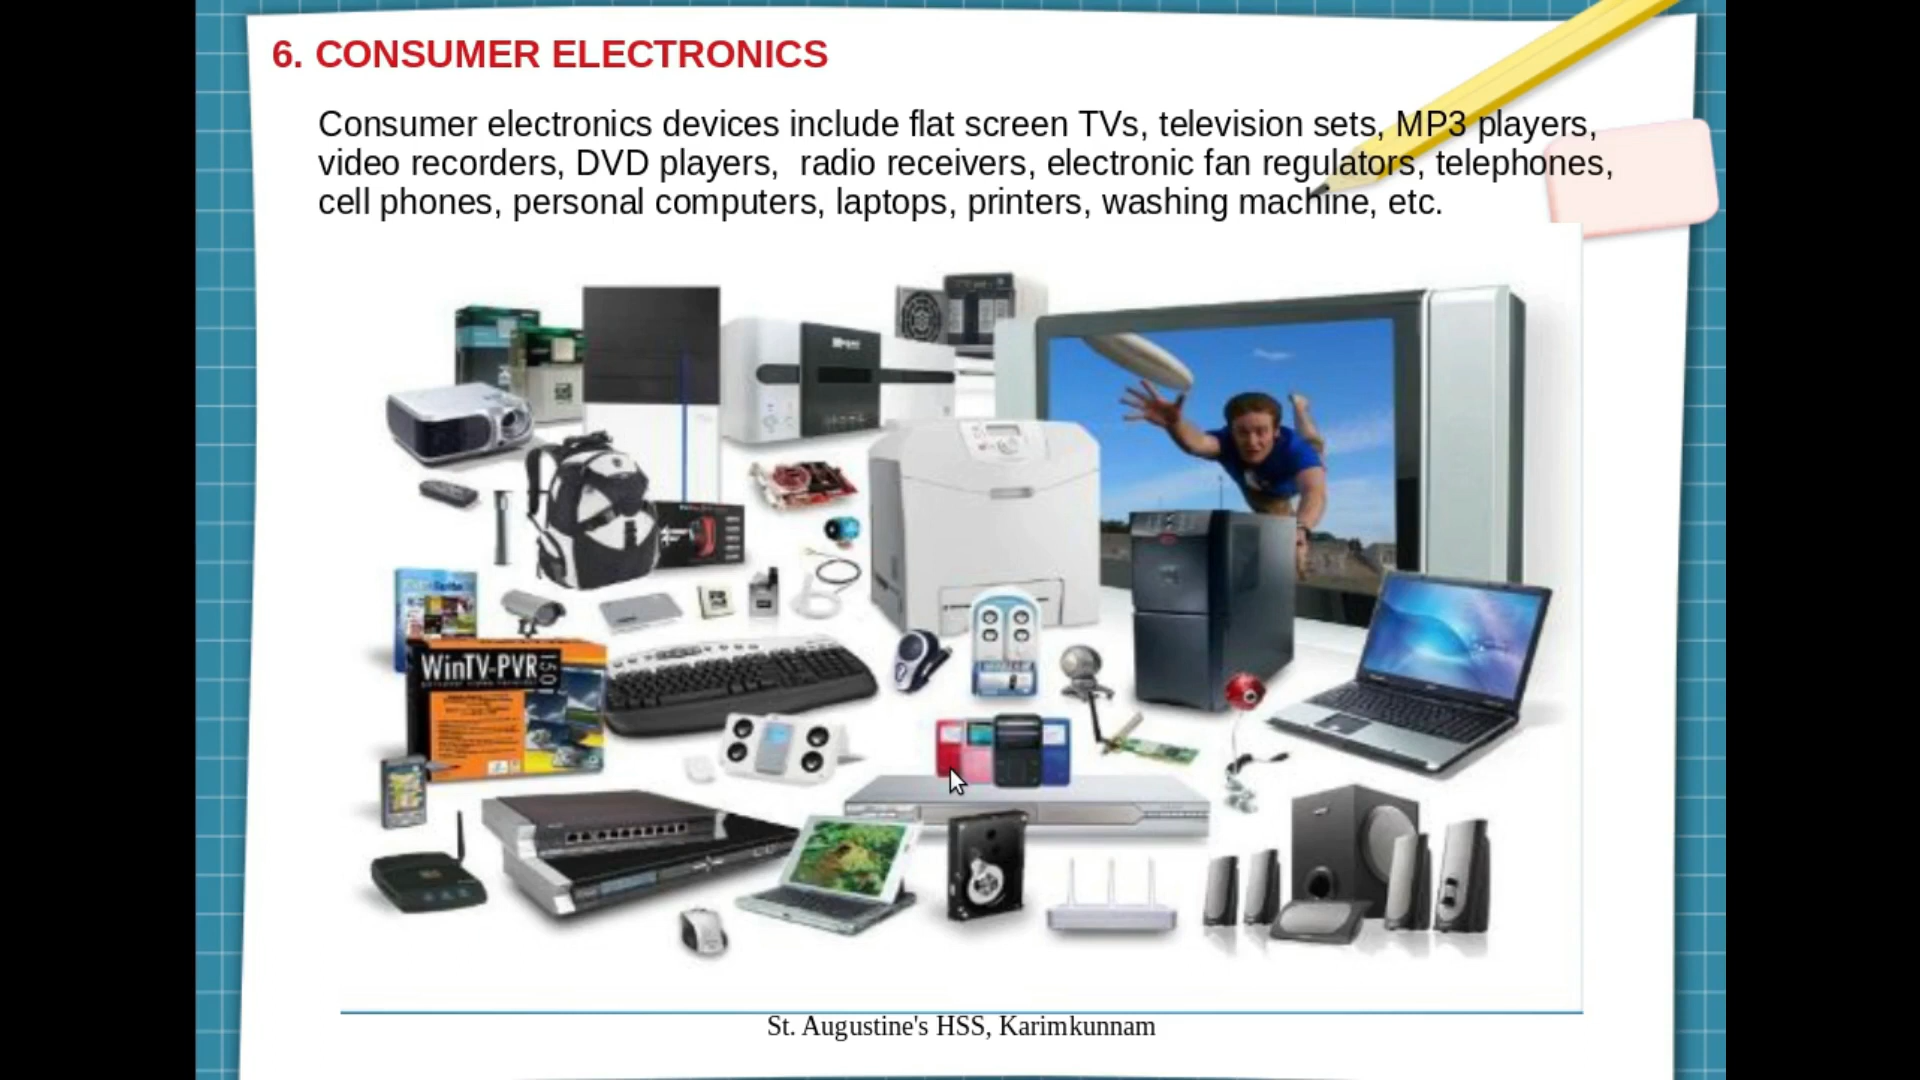 6. CONSUMER ELECTRONICS
Consumer electronics devices include flat screen TVs, television sets, MP3 players,
video recorders, DVD players,  radio receivers, electronic fan regulators, telephones,
cell phones, personal computers, laptops, printers, washing machine, etc.
WinTV-PVR
150
St. Augustine's HSS, Karimkunnam